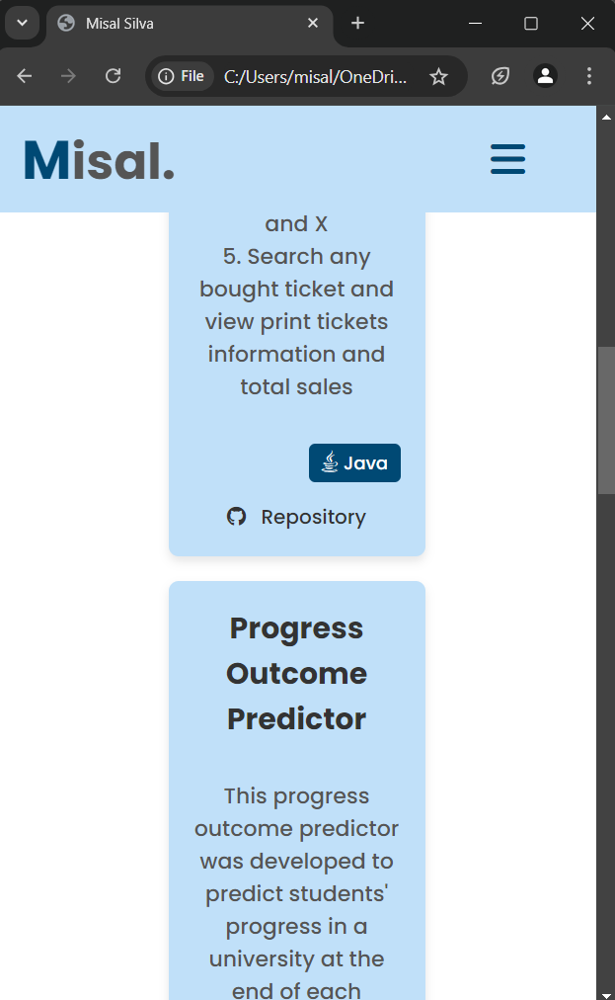 Misal Silva
File
C:/Users/misal/OneDri...
Misal.
and X
5. Search any
bought ticket and
view print tickets
information and
total sales
Java
Repository
Progress
Outcome
Predictor
This progress
outcome predictor
was developed to
predict students'
progress in a
university at the
end of each